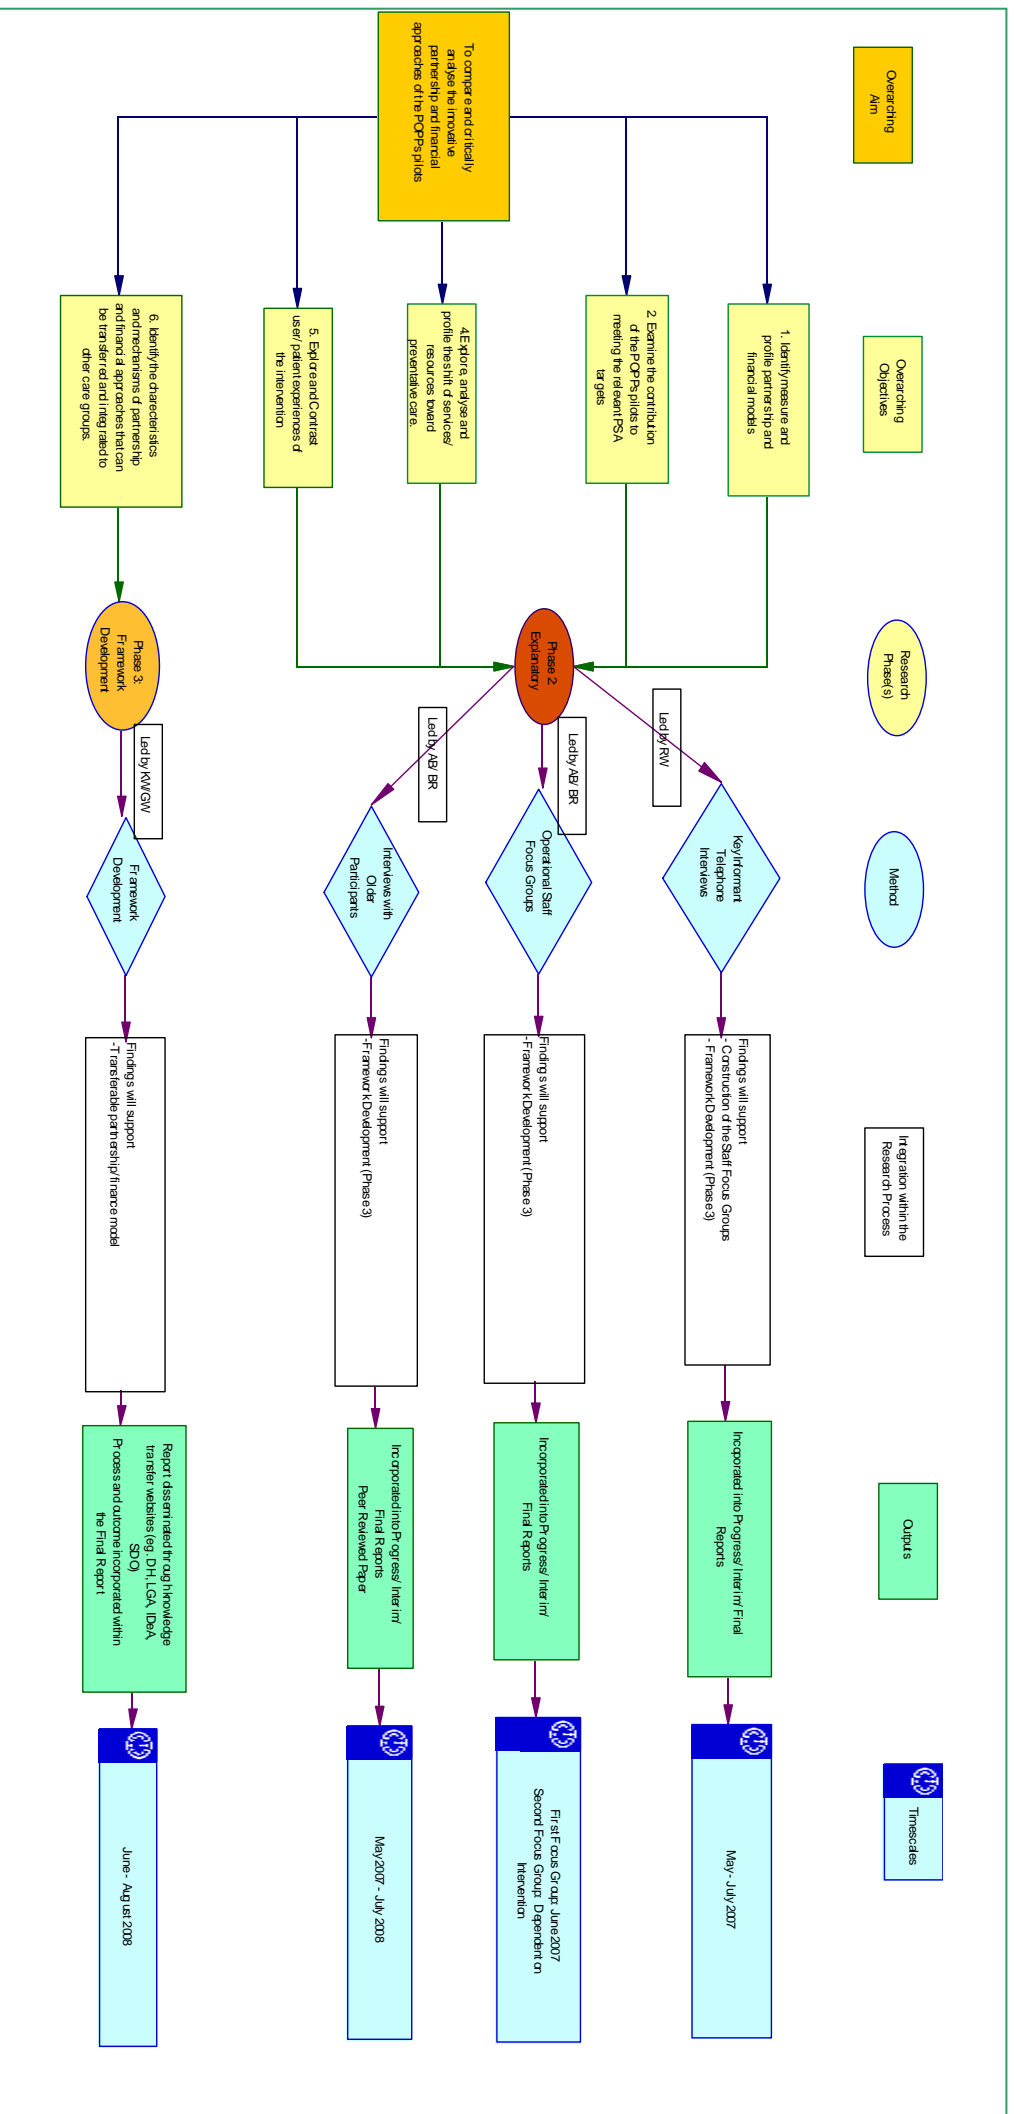 Overarching
Aim
Overarching
Objectives
Research
Phase(s)
Method
Integration within the
Research Process
Outputs
Timescales
To compare and critically
analyse the innovative
partnership and financial
approaches of the POPPs pilots
1. Identify measure and
profile partnership and
financial models
2. Examine the contribution
of the POPPs pilots to
meeting the relevant PSA
targets
4.Explore, analyse and
profile the shift of services/
resources toward
preventative care.
5. Explore and Contrast
user/ patient experiences of
the intervention
6. Identify the charecteristics
and mechanisms of partnership
and financial approaches that can
be transferred and integrated to
other care groups.
Phase 2:
Explanatory
Phase 3:
Framework
Development
Led by RW
Led by AB/ BR
Led by AB/ BR
Led by KW/GW
Key Informant
Telephone
Interviews
Operational Staff
Focus Groups
Interviews with
Older
Participants
Framework
Development
Findings will support
- Construction of the Staff Focus Groups
- Framework Development (Phase 3)
Findings will support
- Framework Development (Phase 3)
Findings will support
- Framework Development (Phase 3)
Findings will support
- Transferable partnership/ finance model
Incoporated into Progress/ Interim/ Final
Reports
Incorporated into Progress/ Interim/
Final Reports
Incorporated into Progress/ Interim/
Final Reports
Peer Reviewed Paper
Report disseminated through knowledge
transfer websites (eg. DH, LGA, IDeA,
SDO)
Process and outcome incorporated within
the Final Report
May - July 2007
First Focus Group: June 2007
Second Focus Group: Dependent on
Intervention
May 2007 - July 2008
June - August 2008